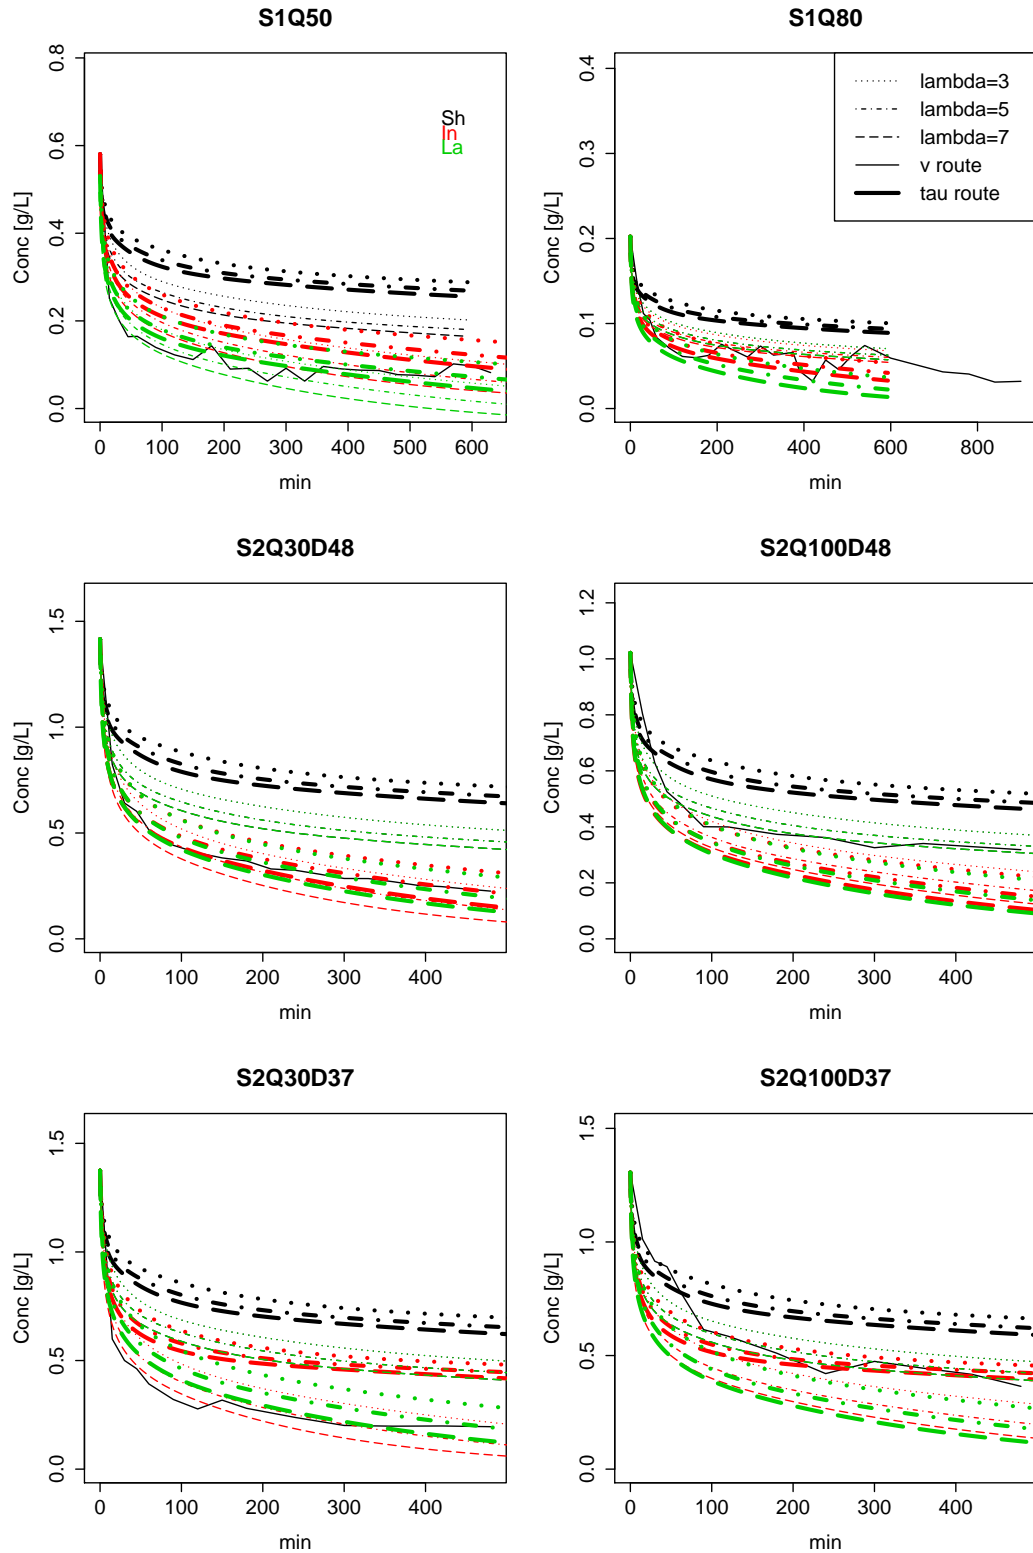 S1Q50
Conc [g/L]
0.0 0.2 0.4 0.6 0.8
Sh
In
La
0 100 200 300 400 500 600
min
S1Q80
Conc [g/L]
0.0 0.1 0.2 0.3 0.4
lambda=3
lambda=5
lambda=7
v route
tau route
0 200 400 600 800
min
S2Q30D48
Conc [g/L]
0.0 0.5 1.0 1.5
0 100 200 300 400
min
S2Q100D48
Conc [g/L]
0.0 0.2 0.4 0.6 0.8 1.0 1.2
0 100 200 300 400
min
S2Q30D37
Conc [g/L]
0.0 0.5 1.0 1.5
0 100 200 300 400
min
S2Q100D37
Conc [g/L]
0.0 0.5 1.0 1.5
0 100 200 300 400
min